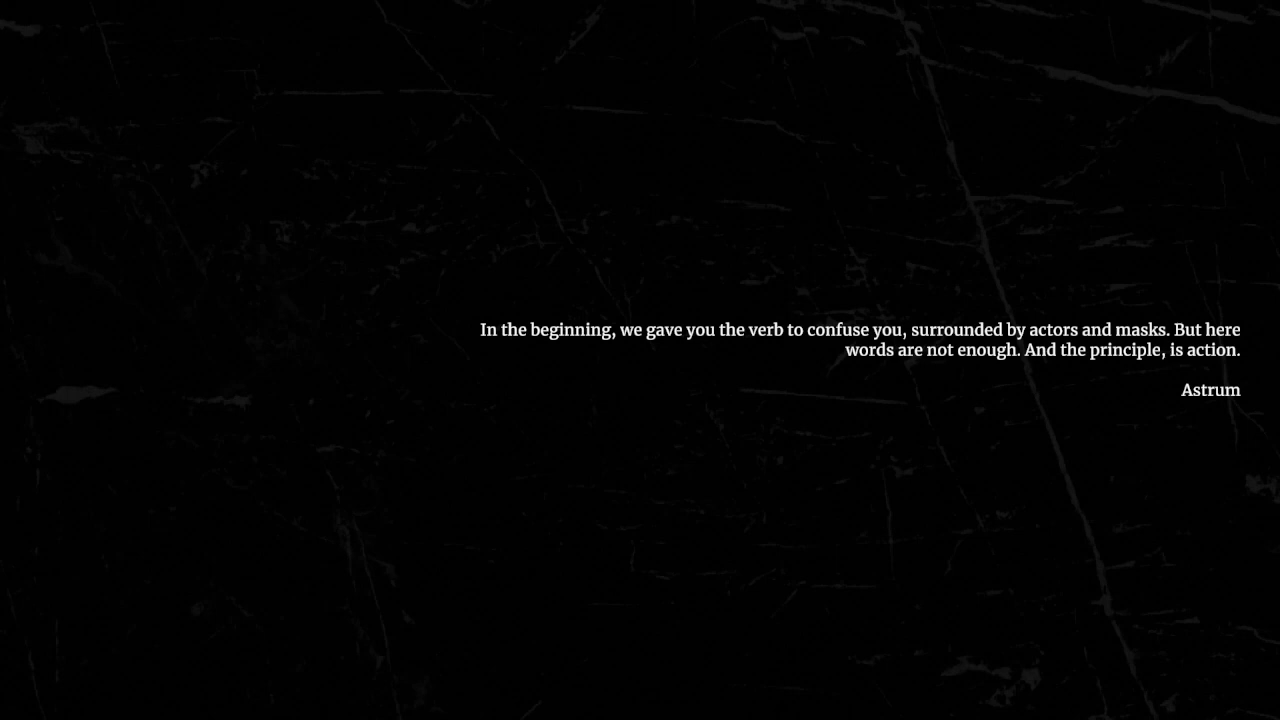 In the beginning, we gave you the verb to confuse you, surrounded by actors and masks. But here
words are not enough. And the principle, is action.
Astrum